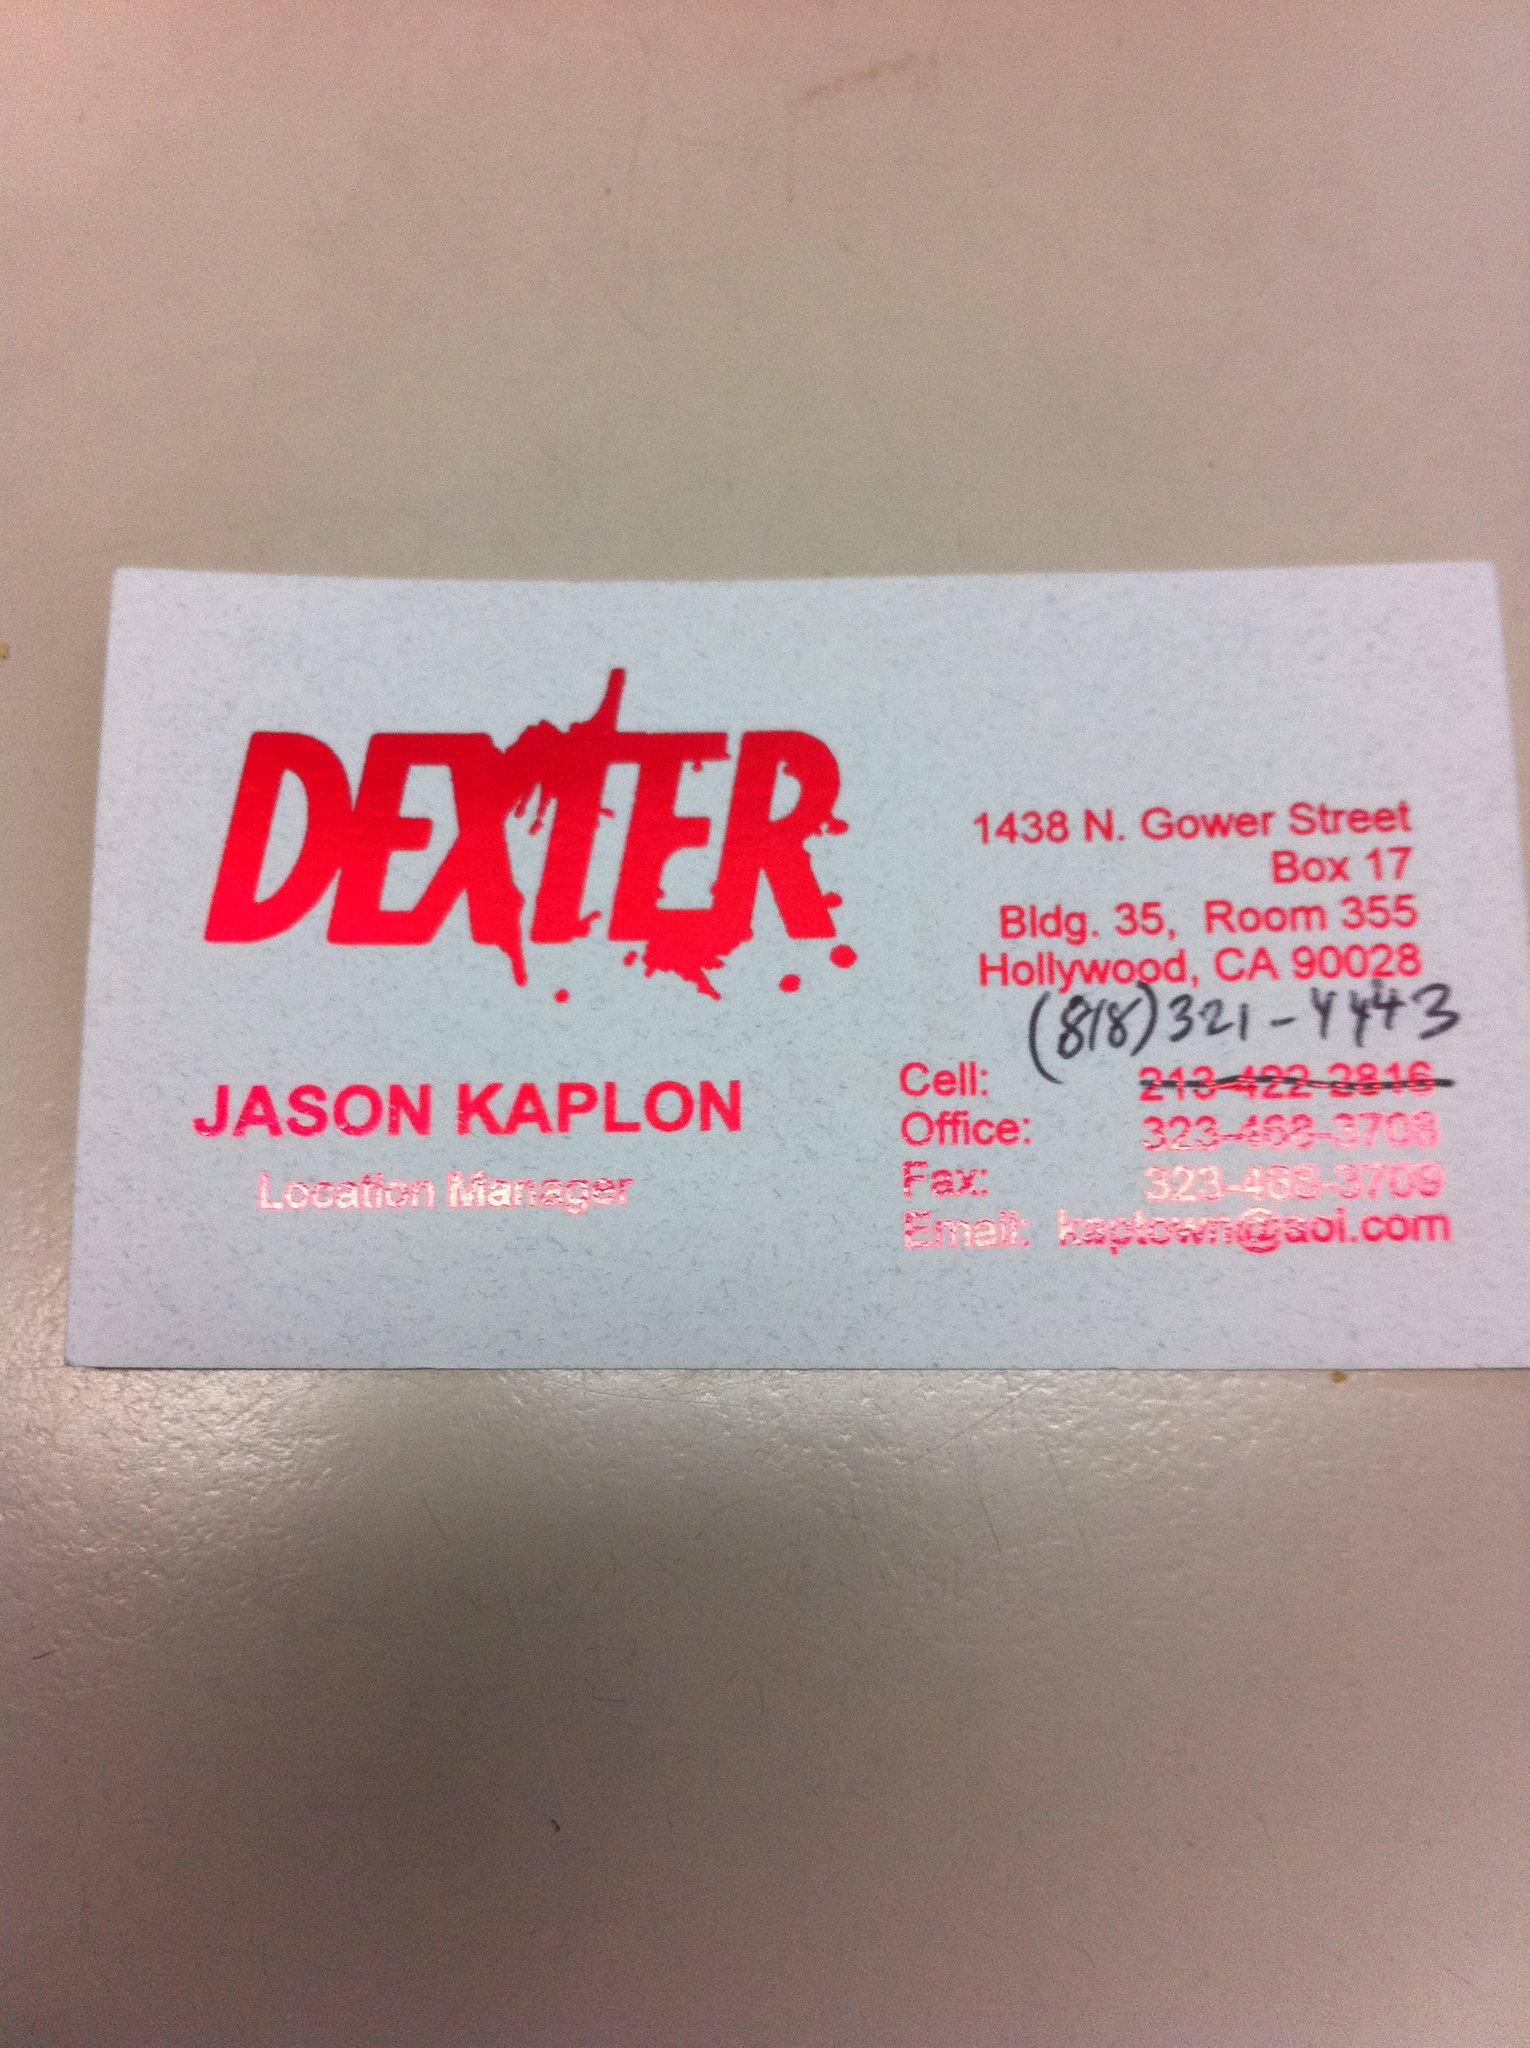 DEXTER
JASON KAPLON
Location Manager
1438 N. Gower Street
Box 17
Bldg. 35, Room 355
Hollywood, CA 90028
(818)321-4443
Cell: 213-422-2816
Office: 323-468-3708
Fax: 323-468-3709
Email: kaptown@aol.com